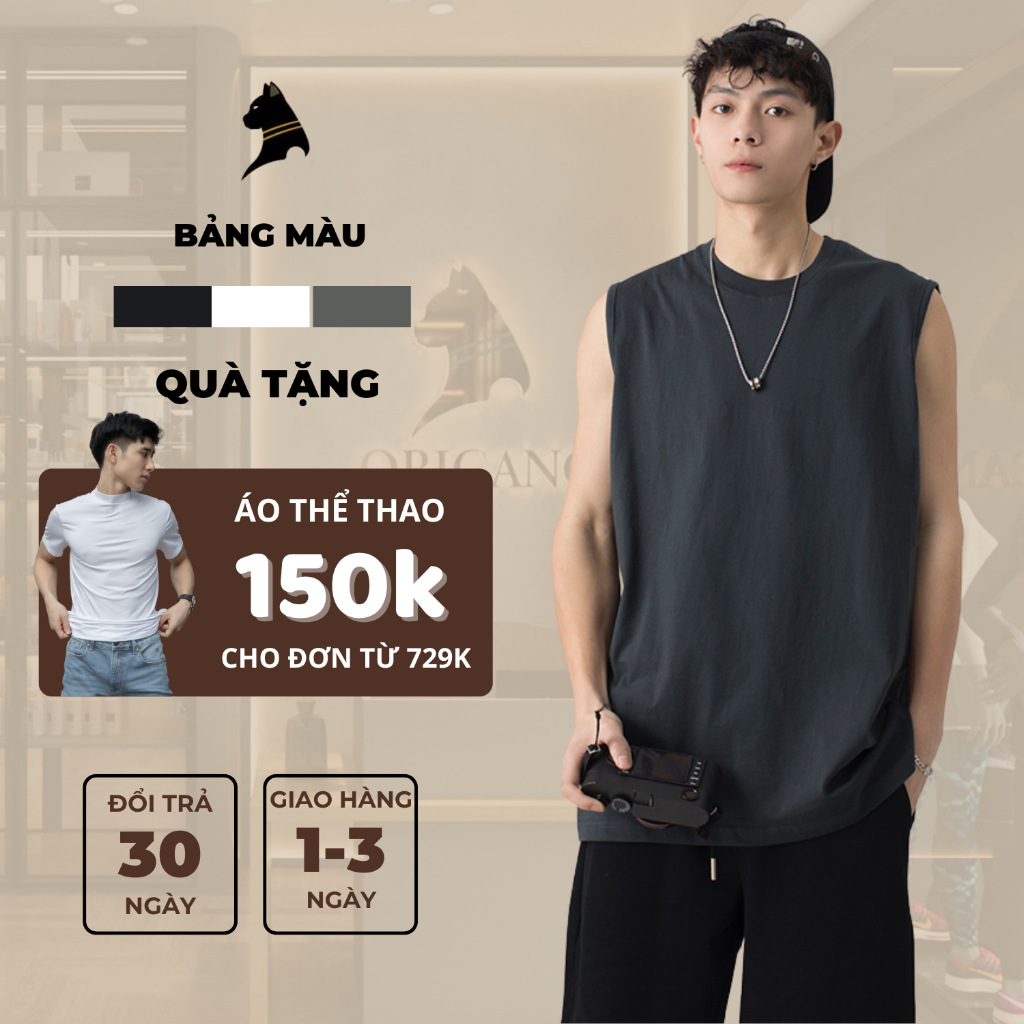 BẢNG MÀU
QUÀ TẶNG
ÁO THỂ THAO
150k
CHO ĐƠN TỪ 729K
ĐỔI TRẢ
30
NGÀY
GIAO HÀNG
1-3
NGÀY